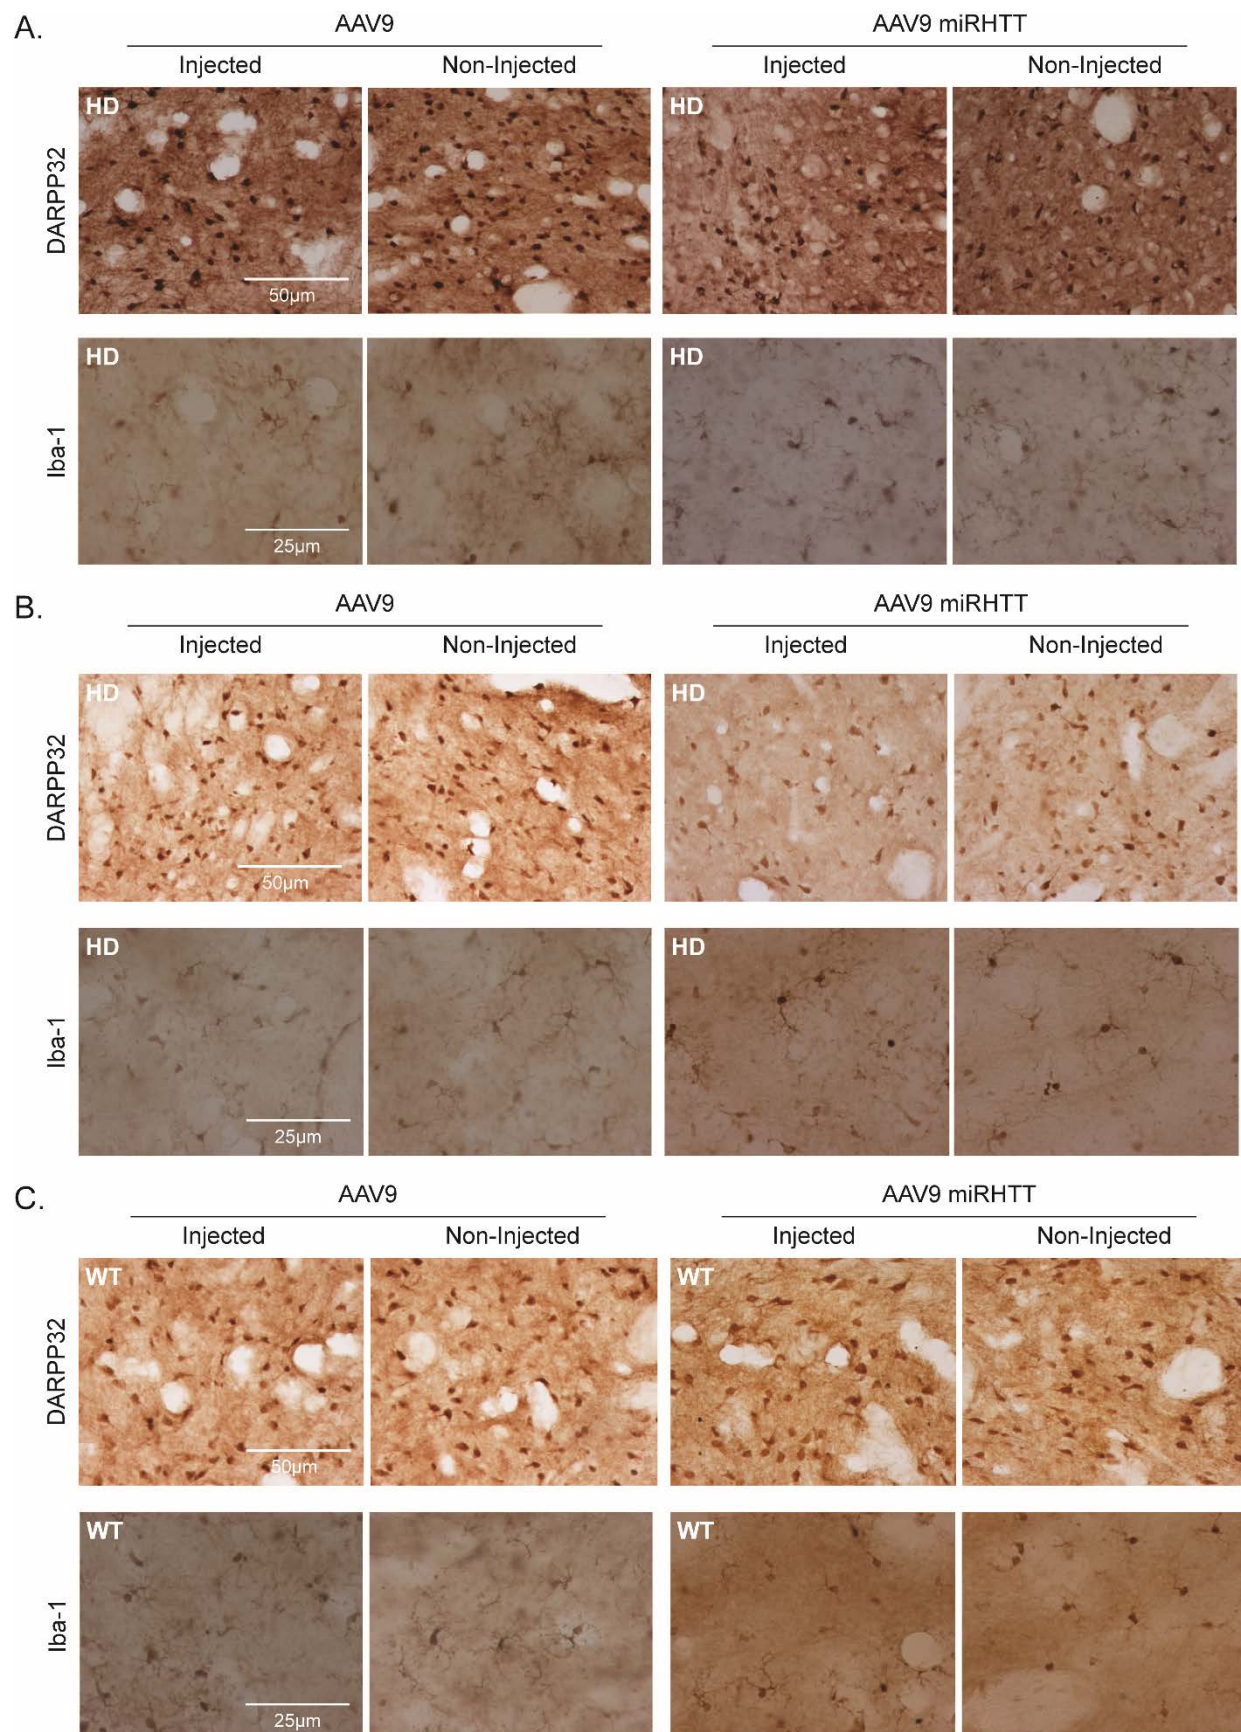 A.
AAV9 AAV9 miRHTT
Injected Non-Injected Injected Non-Injected
DARPP32
HD HD
50µm
Iba-1
HD HD
25µm
B.
AAV9 AAV9 miRHTT
Injected Non-Injected Injected Non-Injected
DARPP32
HD HD
50µm
Iba-1
HD HD
25µm
C.
AAV9 AAV9 miRHTT
Injected Non-Injected Injected Non-Injected
DARPP32
WT WT
50µm
Iba-1
WT WT
25µm